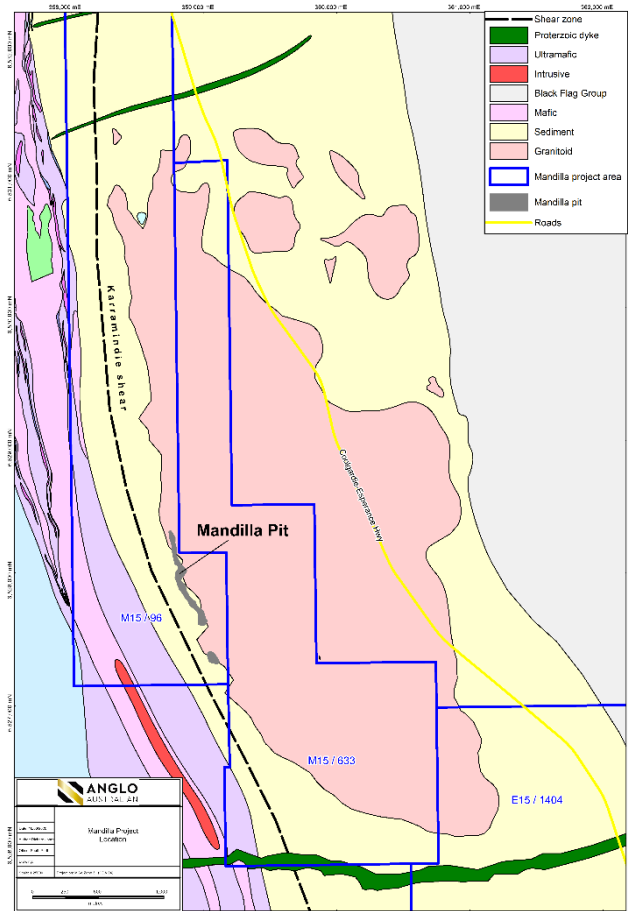 Shear zone
Proterzoic dyke
Ultramafic
Intrusive
Black Flag Group
Mafic
Sediment
Granitoid
Mandilla project area
Mandilla pit
Roads
Karramindie shear
Coolgardie-Esperance Hwy
Mandilla Pit
M15 / 96
M15 / 633
E15 / 1404
ANGLO
AUSTRALIAN
Mandilla Project
Location